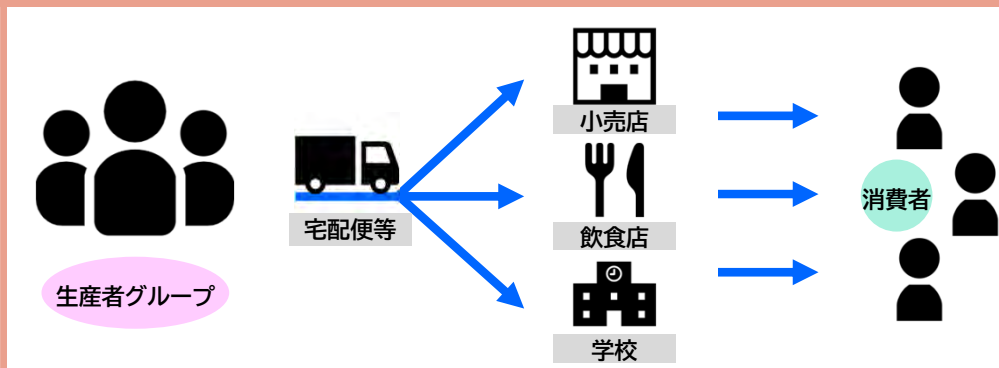 生産者グループ
宅配便等
小売店
飲食店
学校
消費者